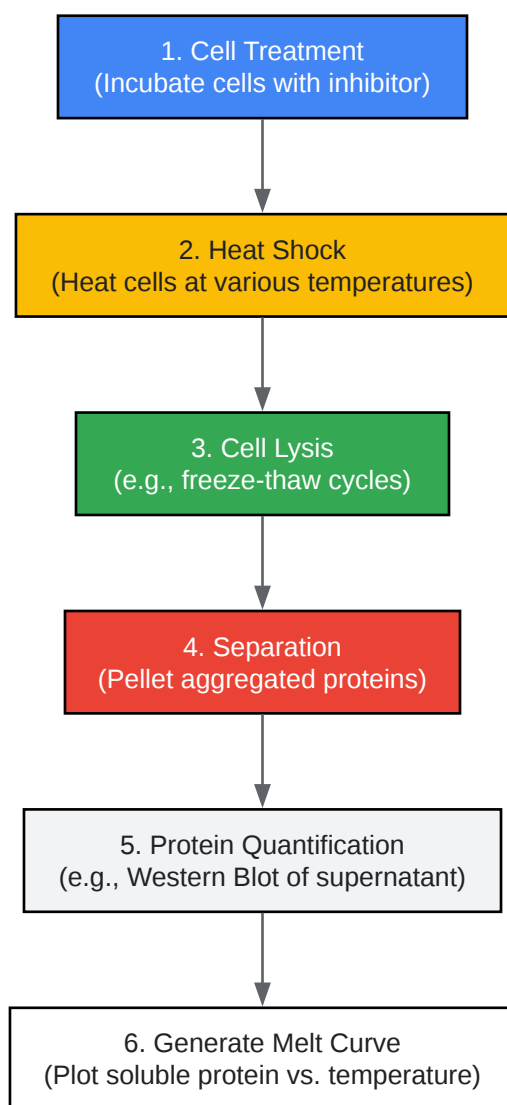 1. Cell Treatment
(Incubate cells with inhibitor)
2. Heat Shock
(Heat cells at various temperatures)
3. Cell Lysis
(e.g., freeze-thaw cycles)
4. Separation
(Pellet aggregated proteins)
5. Protein Quantification
(e.g., Western Blot of supernatant)
6. Generate Melt Curve
(Plot soluble protein vs. temperature)